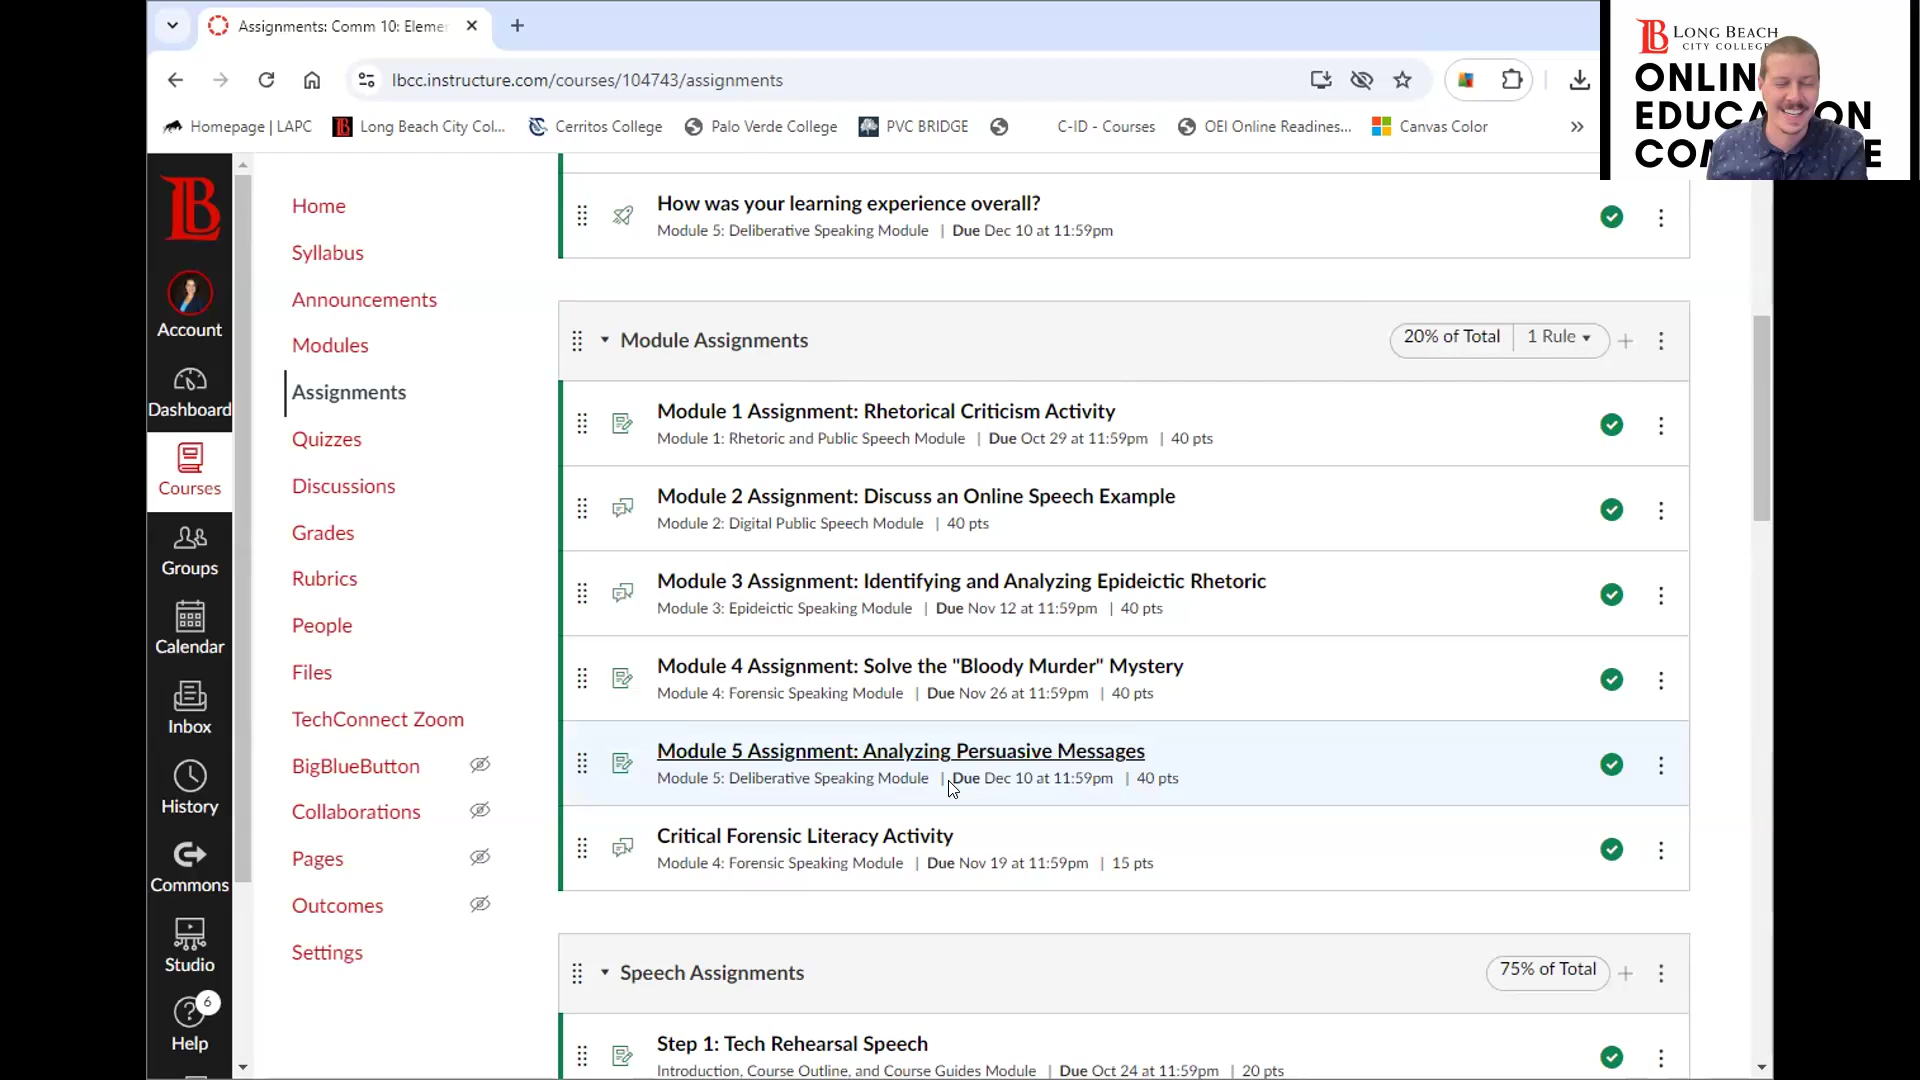 Assignments: Comm 10: Eleme
lbcc.instructure.com/courses/104743/assignments
Homepage | LAPC
Long Beach City Col...
Cerritos College
Palo Verde College
PVC BRIDGE
C-ID - Courses
OEI Online Readines...
Canvas Color
»
LB LONG BEACH
CITY COLLEGE
ONLIN
EDUCA ON
CO E
LB
Account
Dashboard
Courses
Groups
Calendar
Inbox
History
Commons
Studio
6
Help
Home
Syllabus
Announcements
Modules
Assignments
Quizzes
Discussions
Grades
Rubrics
People
Files
TechConnect Zoom
BigBlueButton
Collaborations
Pages
Outcomes
Settings
How was your learning experience overall?
Module 5: Deliberative Speaking Module | Due Dec 10 at 11:59pm
Module Assignments
20% of Total | 1 Rule
Module 1 Assignment: Rhetorical Criticism Activity
Module 1: Rhetoric and Public Speech Module | Due Oct 29 at 11:59pm | 40 pts
Module 2 Assignment: Discuss an Online Speech Example
Module 2: Digital Public Speech Module | 40 pts
Module 3 Assignment: Identifying and Analyzing Epideictic Rhetoric
Module 3: Epideictic Speaking Module | Due Nov 12 at 11:59pm | 40 pts
Module 4 Assignment: Solve the "Bloody Murder" Mystery
Module 4: Forensic Speaking Module | Due Nov 26 at 11:59pm | 40 pts
Module 5 Assignment: Analyzing Persuasive Messages
Module 5: Deliberative Speaking Module | Due Dec 10 at 11:59pm | 40 pts
Critical Forensic Literacy Activity
Module 4: Forensic Speaking Module | Due Nov 19 at 11:59pm | 15 pts
Speech Assignments
75% of Total
Step 1: Tech Rehearsal Speech
Introduction, Course Outline, and Course Guides Module | Due Oct 24 at 11:59pm | 20 pts